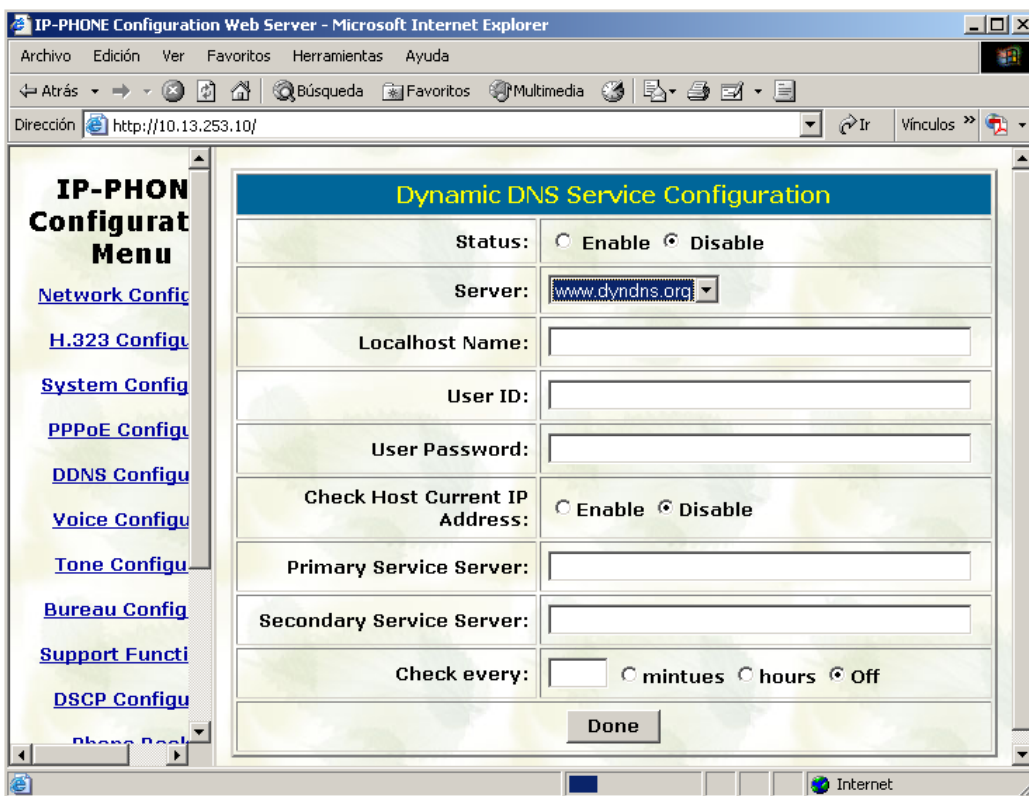 IP-PHONE Configuration Web Server - Microsoft Internet Explorer
Archivo Edición Ver Favoritos Herramientas Ayuda
Atrás Búsqueda Favoritos Multimedia
Dirección http://10.13.253.10/ Ir Vínculos »
IP-PHON
Configurat
Menu
Network Config
H.323 Configu
System Config
PPPoE Configu
DDNS Configu
Voice Configu
Tone Configu
Bureau Config
Support Functi
DSCP Configu
Phone Book
Dynamic DNS Service Configuration
Status: Enable Disable
Server: www.dyndns.org
Localhost Name:
User ID:
User Password:
Check Host Current IP
Address: Enable Disable
Primary Service Server:
Secondary Service Server:
Check every: mintues hours Off
Done
Internet